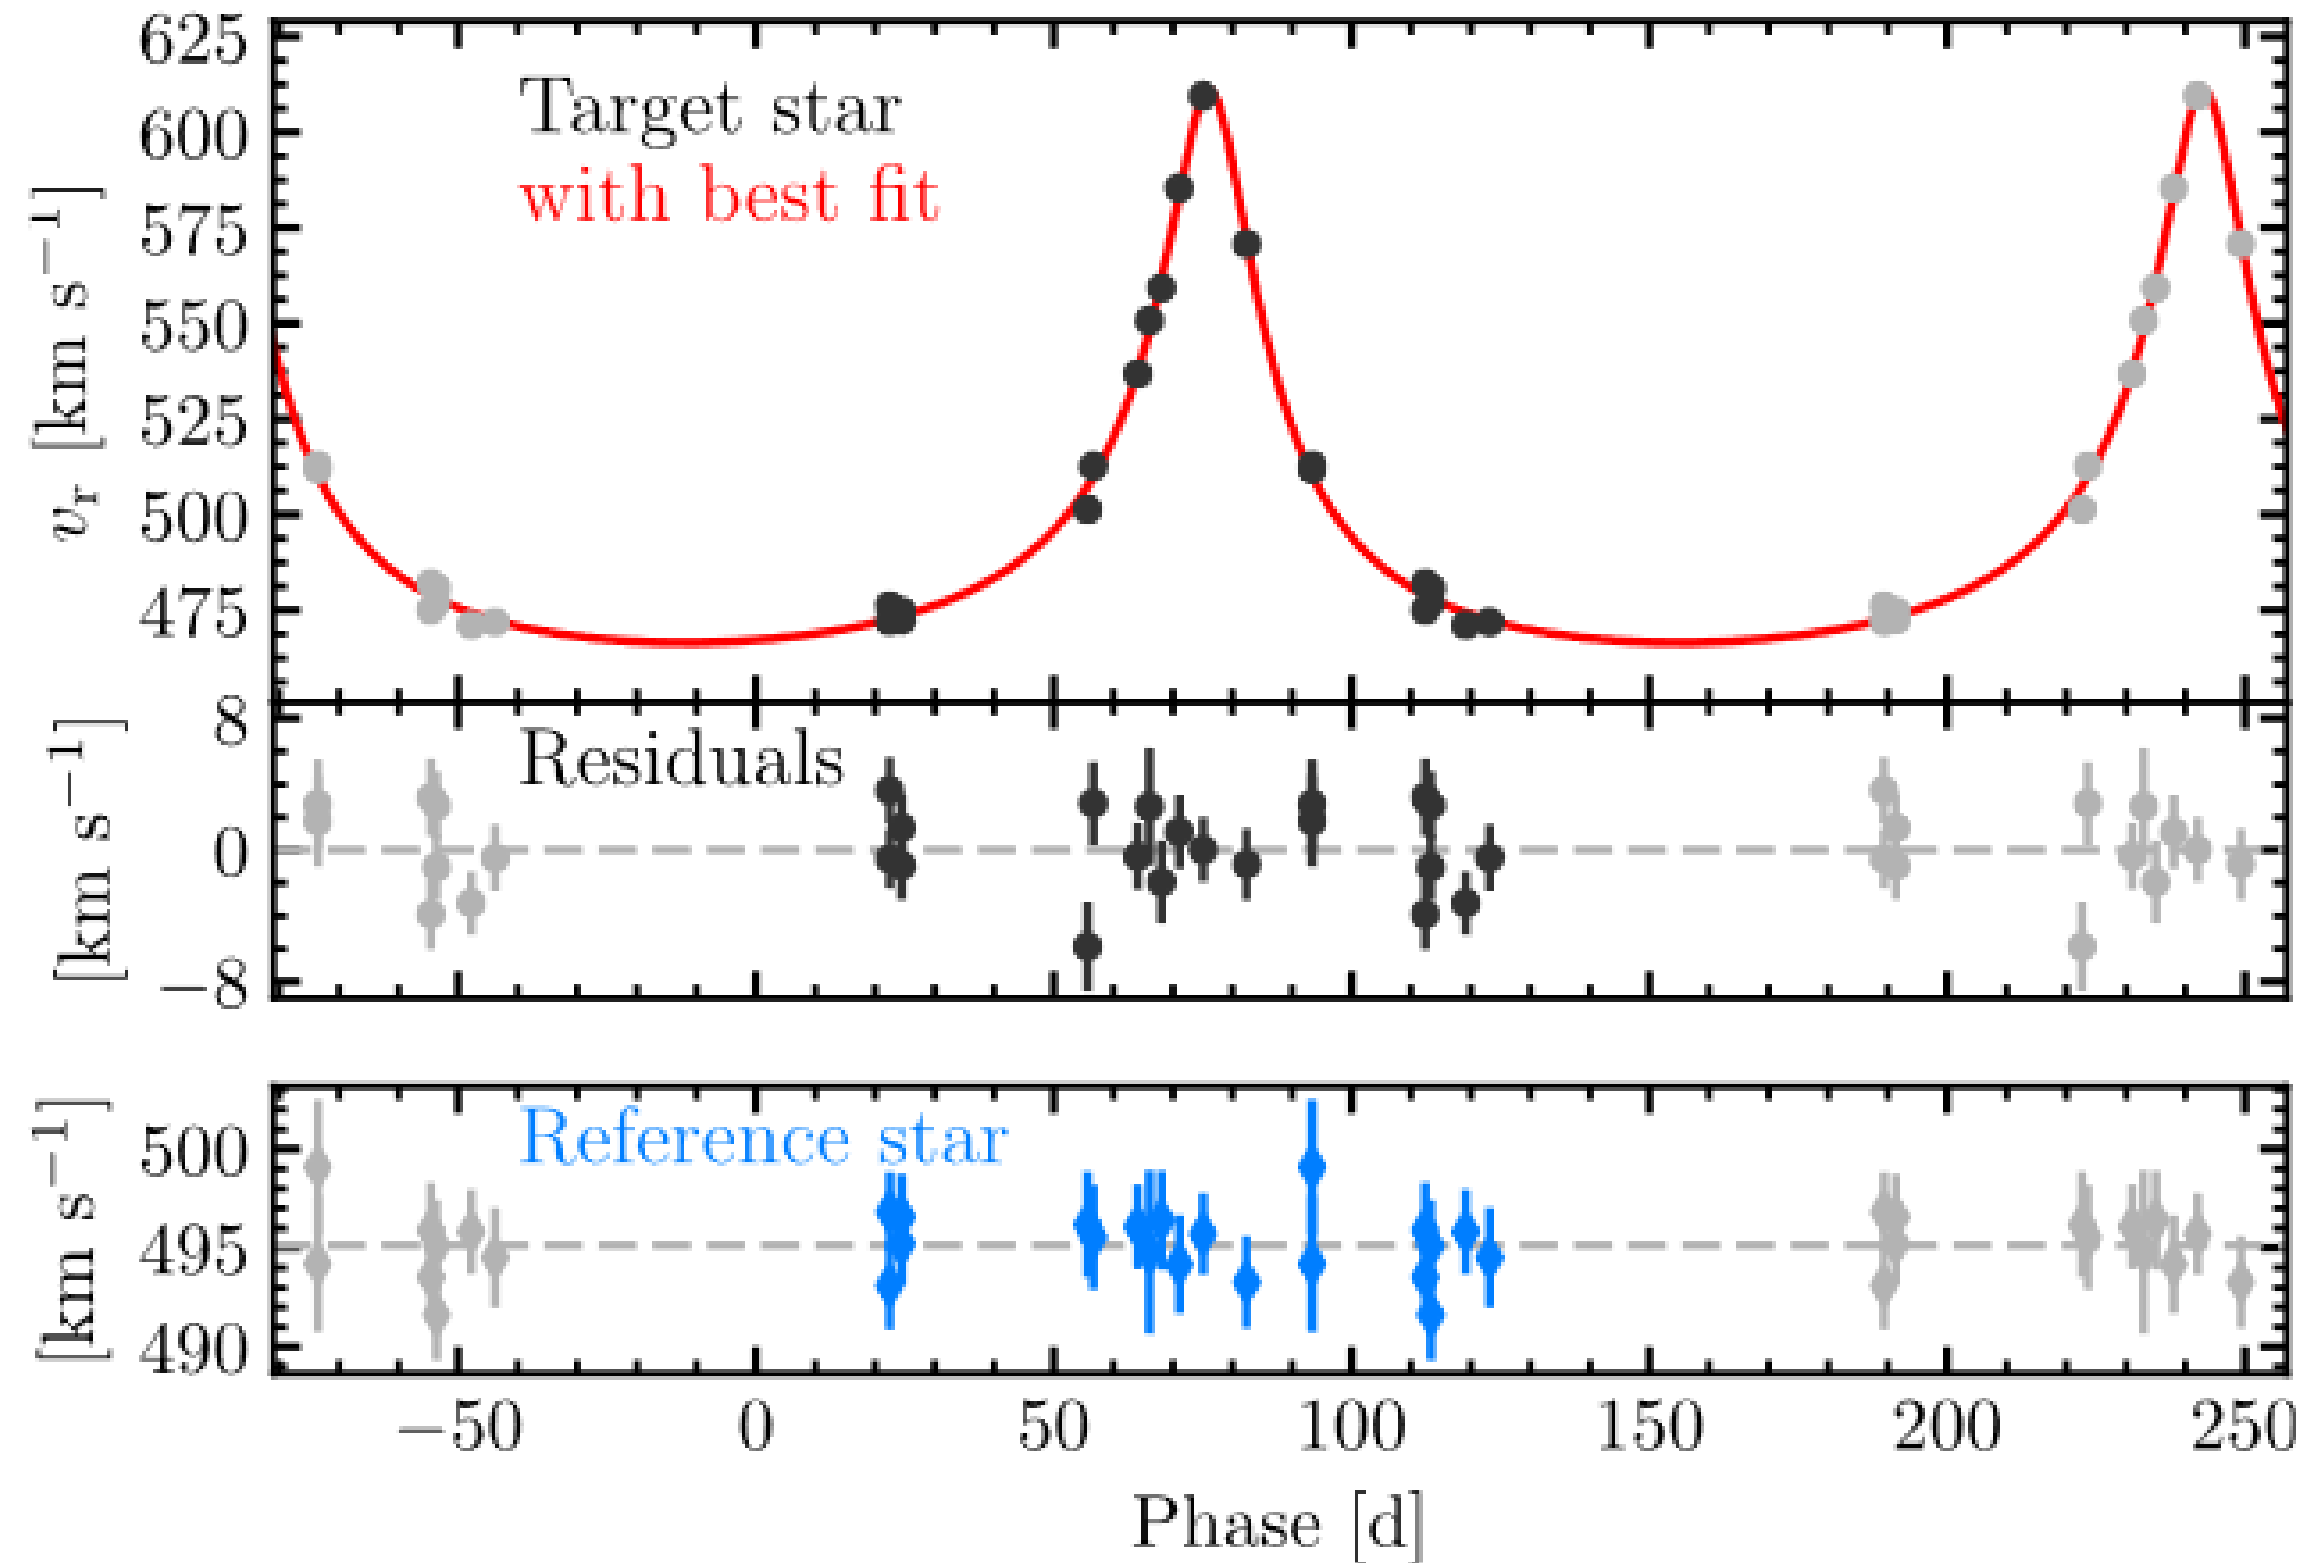 625
600
575
550
525
500
475
v_r [km s⁻¹]
Target star
with best fit
8
0
−8
[km s⁻¹]
Residuals
500
495
490
[km s⁻¹]
Reference star
−50 0 50 100 150 200 250
Phase [d]